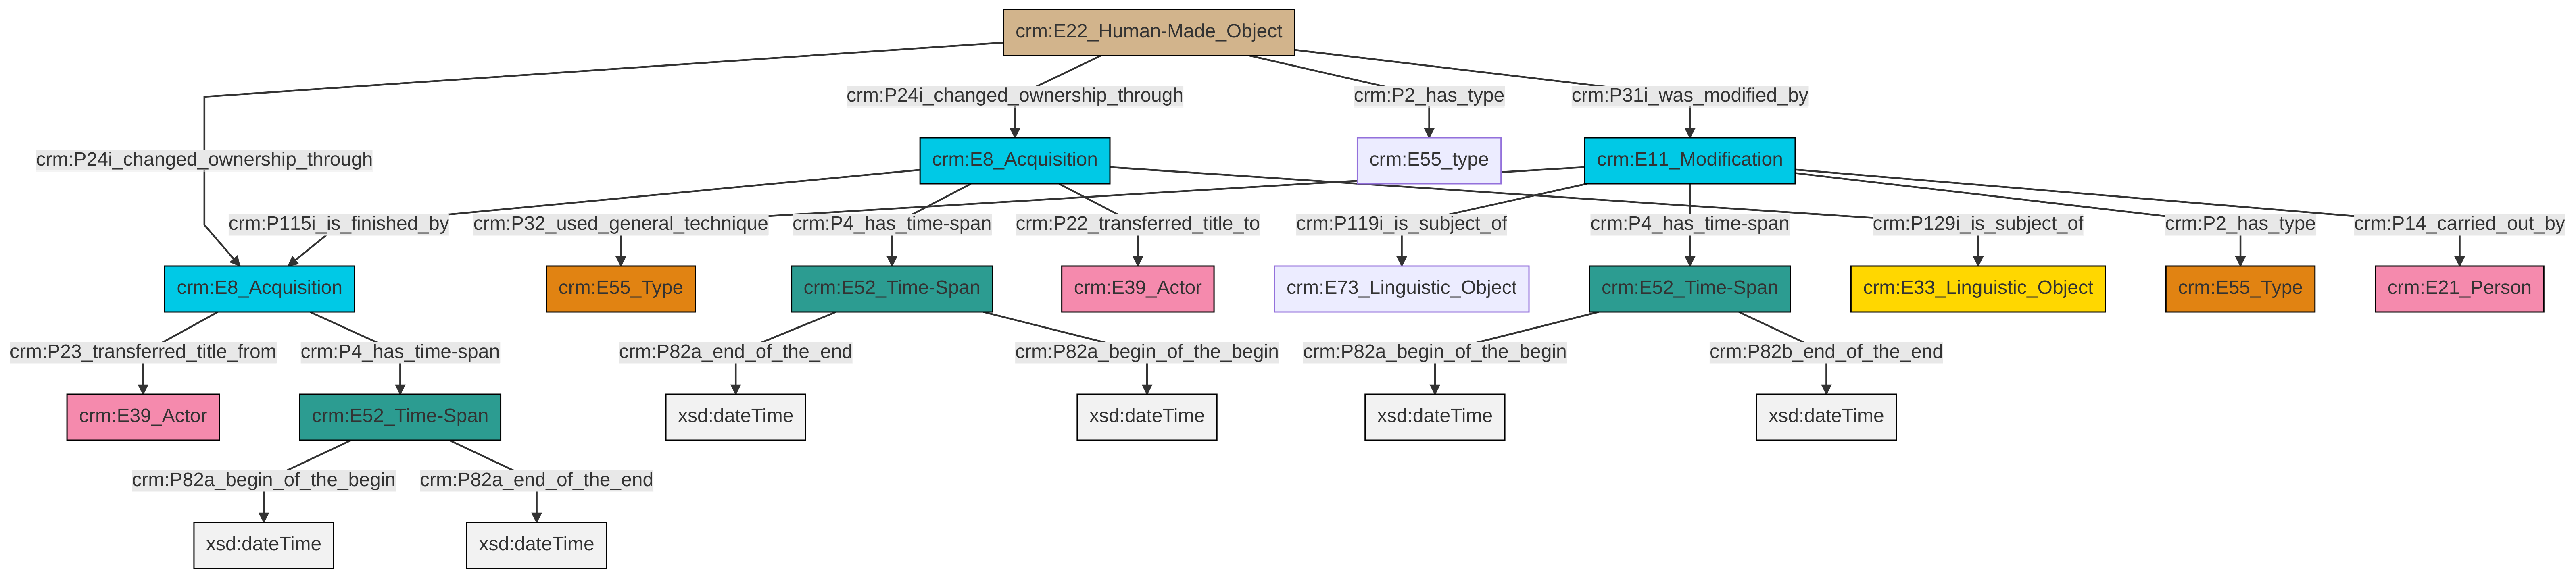 crm:E22_Human-Made_Object
crm:P24i_changed_ownership_through
crm:P2_has_type
crm:P31i_was_modified_by
crm:P24i_changed_ownership_through
crm:E8_Acquisition
crm:E55_type
crm:E11_Modification
crm:P115i_is_finished_by
crm:P32_used_general_technique
crm:P4_has_time-span
crm:P22_transferred_title_to
crm:P119i_is_subject_of
crm:P4_has_time-span
crm:P129i_is_subject_of
crm:P2_has_type
crm:P14_carried_out_by
crm:E8_Acquisition
crm:E55_Type
crm:E52_Time-Span
crm:E39_Actor
crm:E73_Linguistic_Object
crm:E52_Time-Span
crm:E33_Linguistic_Object
crm:E55_Type
crm:E21_Person
crm:P23_transferred_title_from
crm:P4_has_time-span
crm:P82a_end_of_the_end
crm:P82a_begin_of_the_begin
crm:P82a_begin_of_the_begin
crm:P82b_end_of_the_end
crm:E39_Actor
crm:E52_Time-Span
xsd:dateTime
xsd:dateTime
xsd:dateTime
xsd:dateTime
crm:P82a_begin_of_the_begin
crm:P82a_end_of_the_end
xsd:dateTime
xsd:dateTime